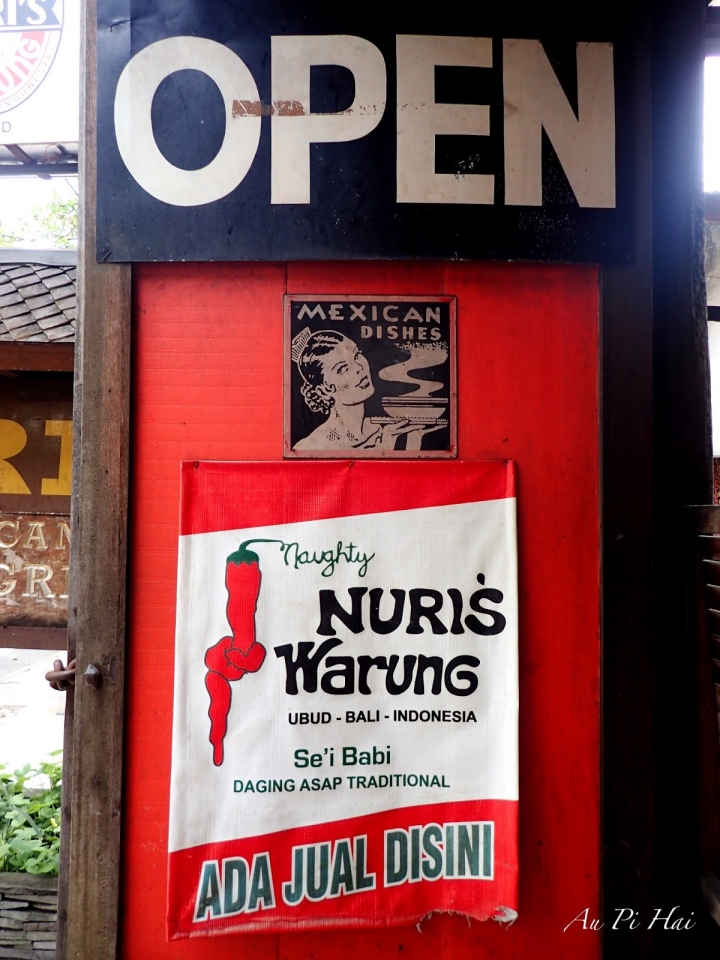 OPEN
MEXICAN
DISHES
Naughty
NURI'S
Warung
UBUD - BALI - INDONESIA
Se'i Babi
DAGING ASAP TRADITIONAL
ADA JUAL DISINI
Au Pi Hai